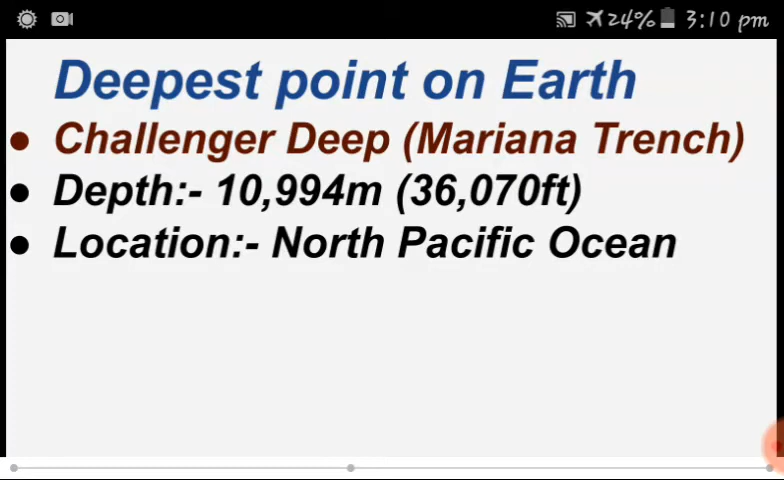 24% 3:10 pm
Deepest point on Earth
• Challenger Deep (Mariana Trench)
• Depth:- 10,994m (36,070ft)
• Location:- North Pacific Ocean